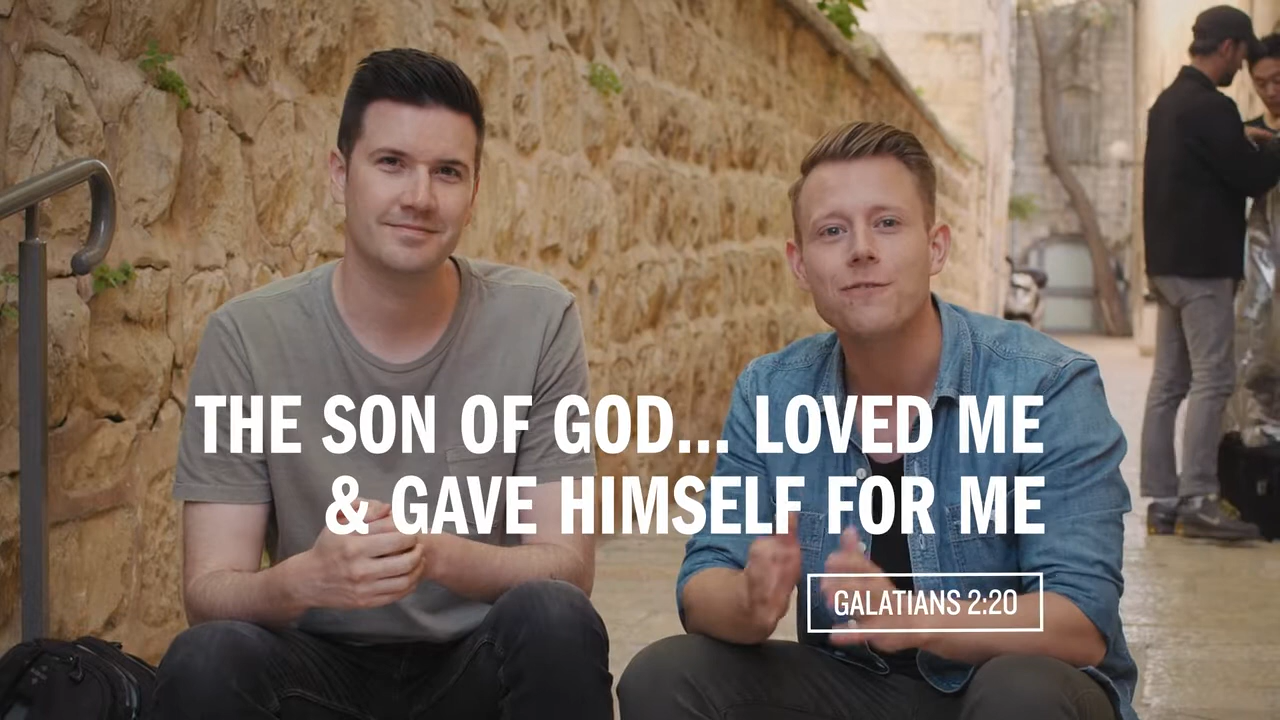 THE SON OF GOD... LOVED ME
& GAVE HIMSELF FOR ME
GALATIANS 2:20